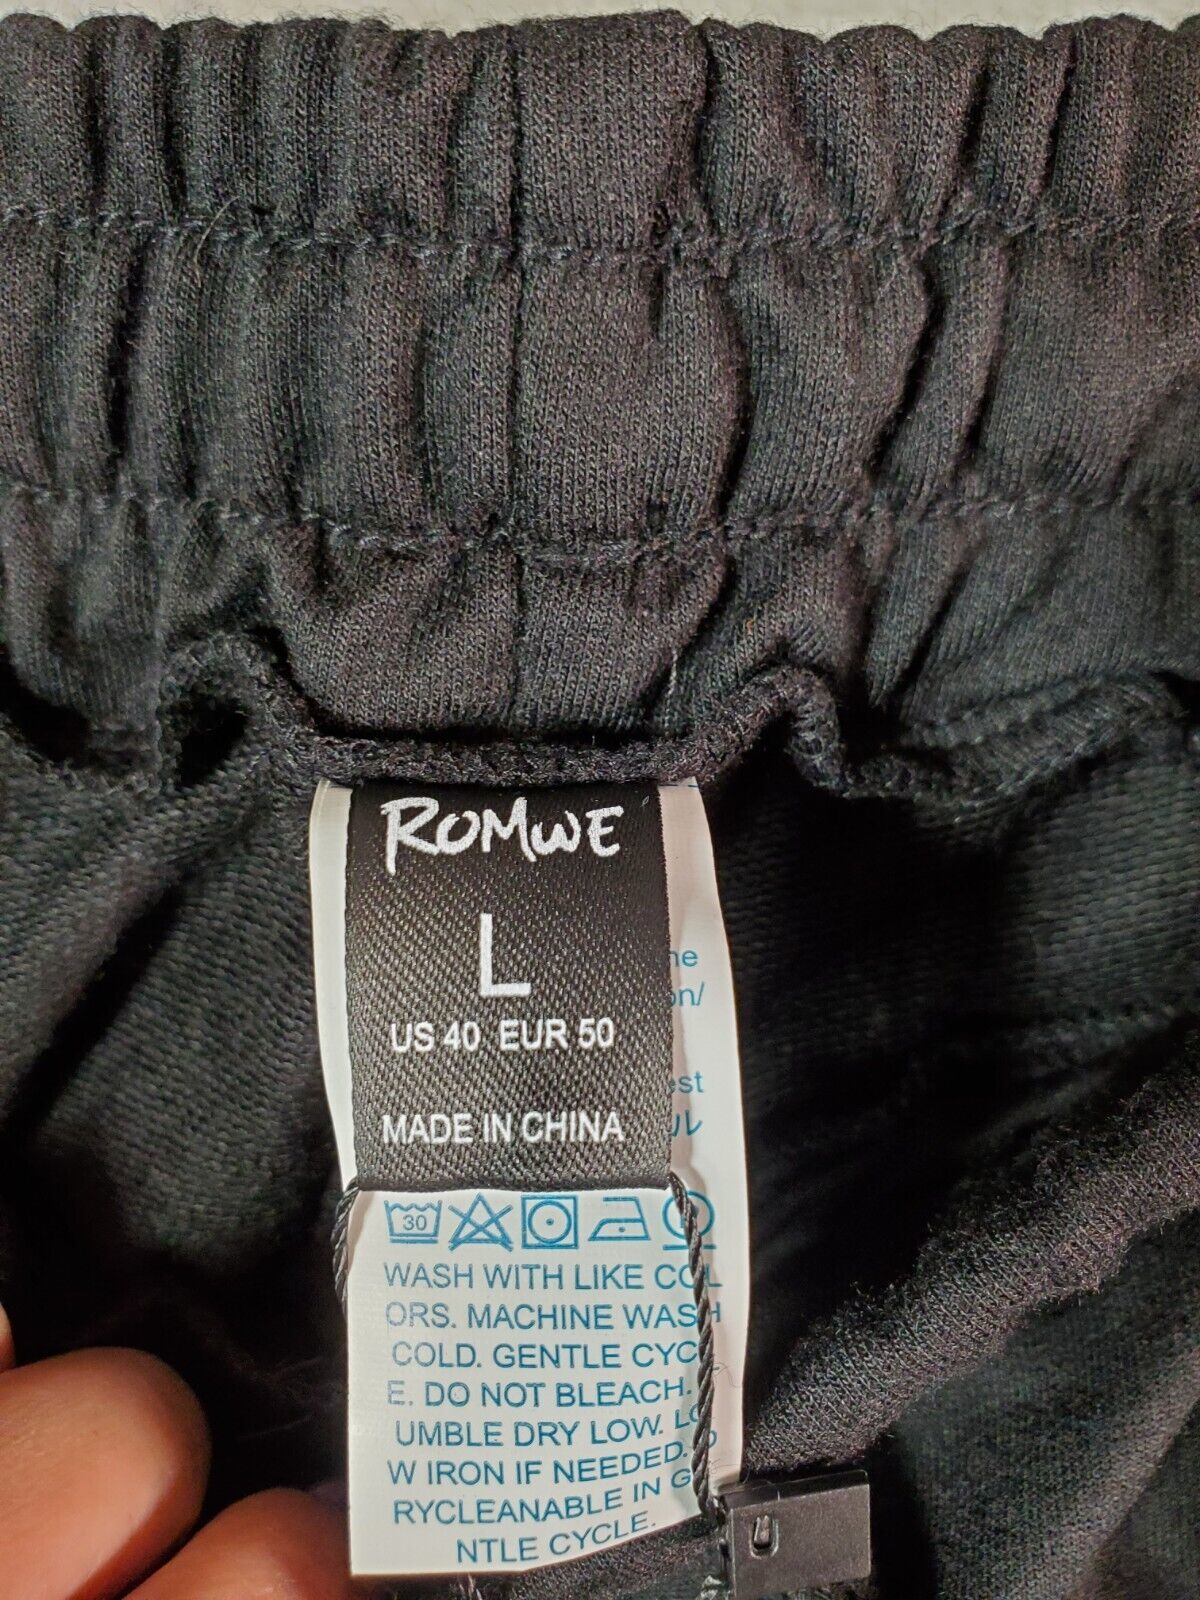 ROMWE
L
US 40 EUR 50
MADE IN CHINA
30
WASH WITH LIKE COL
ORS. MACHINE WASH
COLD. GENTLE CYC
E. DO NOT BLEACH.
UMBLE DRY LOW. LO
W IRON IF NEEDED. D
RYCLEANABLE IN G
NTLE CYCLE.